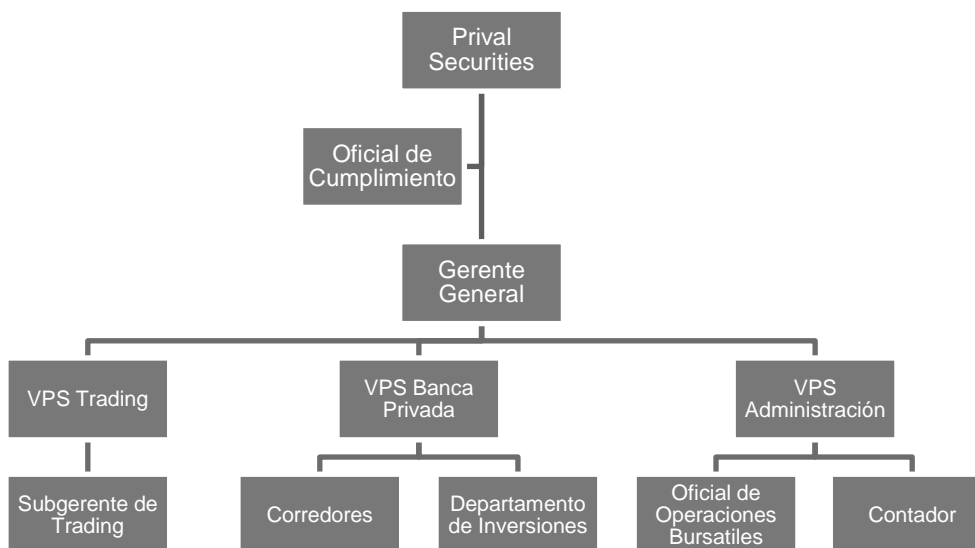 Prival
Securities
Oficial de
Cumplimiento
Gerente
General
VPS Trading
VPS Banca
Privada
VPS
Administración
Subgerente de
Trading
Corredores
Departamento
de Inversiones
Oficial de
Operaciones
Bursatiles
Contador